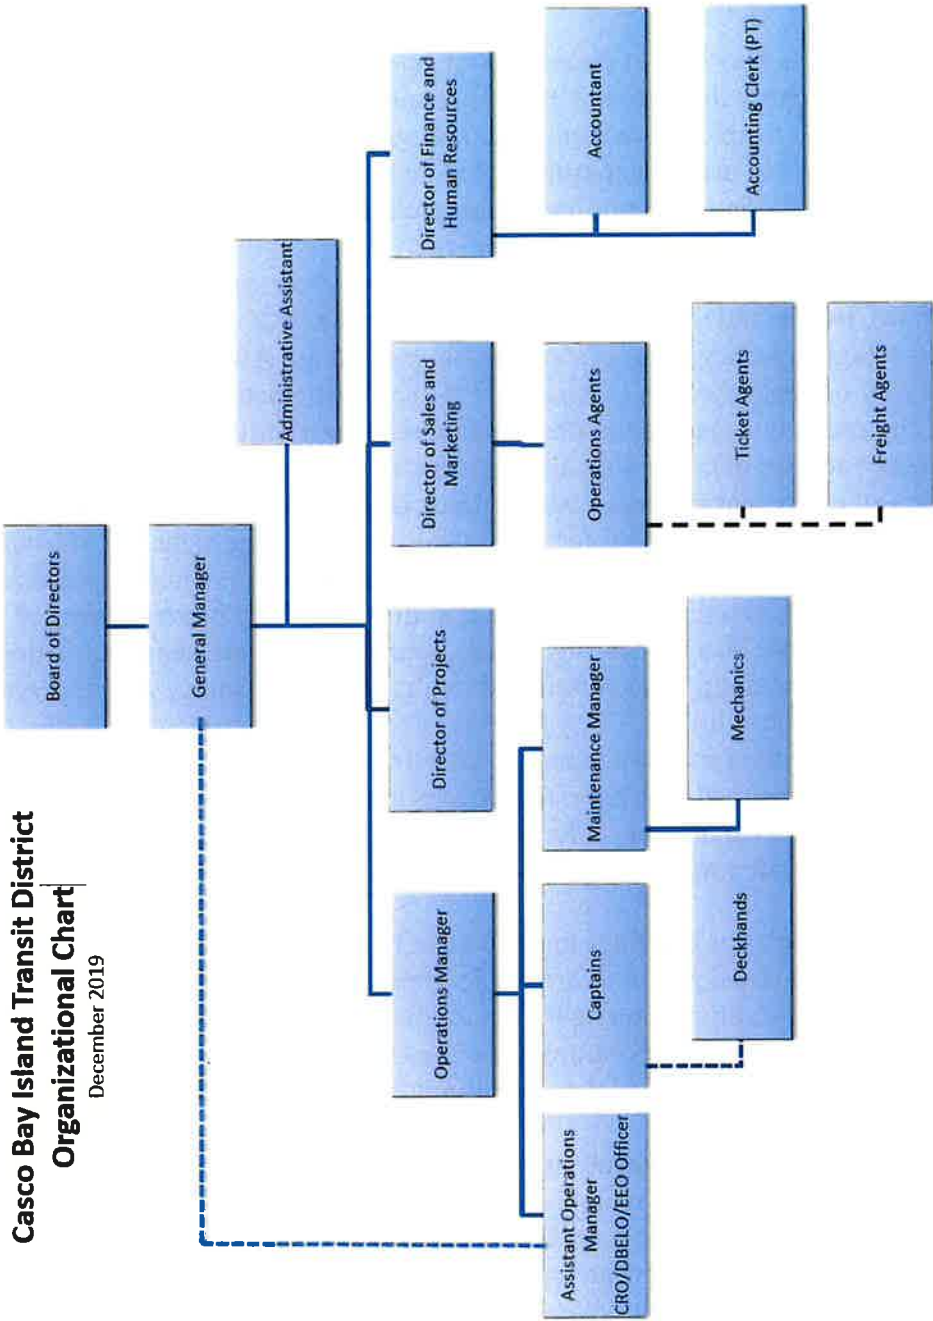 Casco Bay Island Transit District
Organizational Chart
December 2019
Board of Directors
General Manager
Administrative Assistant
Operations Manager
Director of Projects
Director of Sales and
Marketing
Director of Finance and
Human Resources
Assistant Operations
Manager
CRO/DBELO/EEO Officer
Captains
Maintenance Manager
Operations Agents
Accountant
Deckhands
Mechanics
Ticket Agents
Accounting Clerk (PT)
Freight Agents